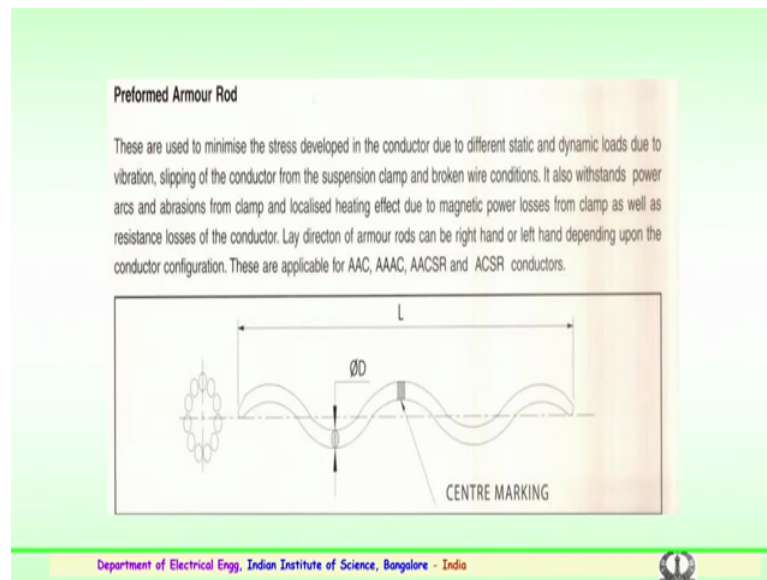 Preformed Armour Rod
These are used to minimise the stress developed in the conductor due to different static and dynamic loads due to
vibration, slipping of the conductor from the suspension clamp and broken wire conditions. It also withstands power
arcs and abrasions from clamp and localised heating effect due to magnetic power losses from clamp as well as
resistance losses of the conductor. Lay directon of armour rods can be right hand or left hand depending upon the
conductor configuration. These are applicable for AAC, AAAC, AACSR and ACSR conductors.
L
ØD
CENTRE MARKING
Department of Electrical Engg, Indian Institute of Science, Bangalore - India